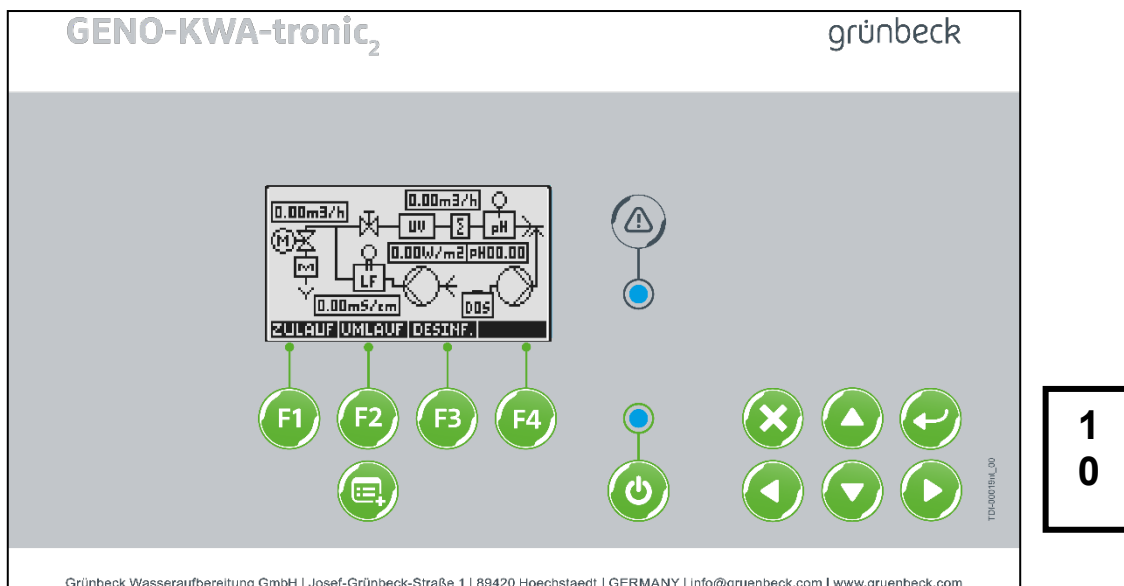 GENO-KWA-tronic2
grünbeck
0.00m3/h
0.00m3/h
UV
Σ
pH
M
0.00W/m2 pH00.00
LF
0.00mS/cm
DOS
ZULAUF UMLAUF DESINF.
F1 F2 F3 F4
1
0
TDI-00019nl_00
Grünbeck Wasseraufbereitung GmbH | Josef-Grünbeck-Straße 1 | 89420 Hoechstaedt | GERMANY | info@gruenbeck.com | www.gruenbeck.com